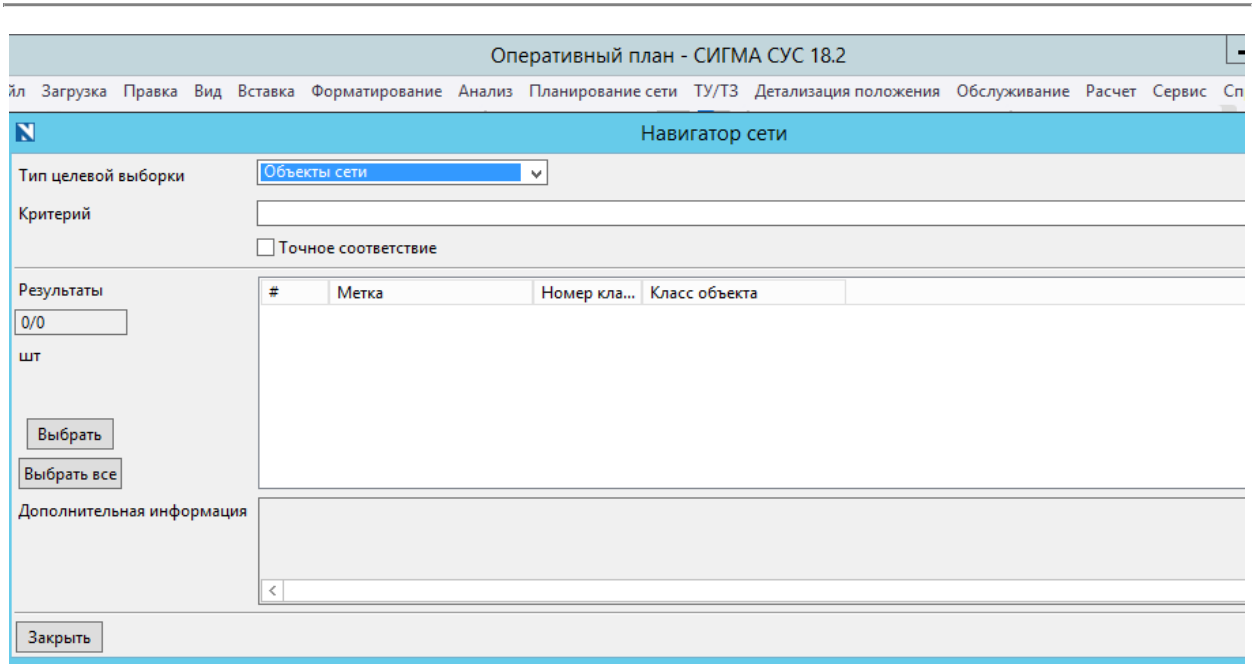 Оперативный план - СИГМА СУС 18.2
йл Загрузка Правка Вид Вставка Форматирование Анализ Планирование сети ТУ/ТЗ Детализация положения Обслуживание Расчет Сервис Сп
Навигатор сети
Тип целевой выборки Объекты сети
Критерий
Точное соответствие
Результаты # Метка Номер кла... Класс объекта
0/0
шт
Выбрать
Выбрать все
Дополнительная информация
Закрыть